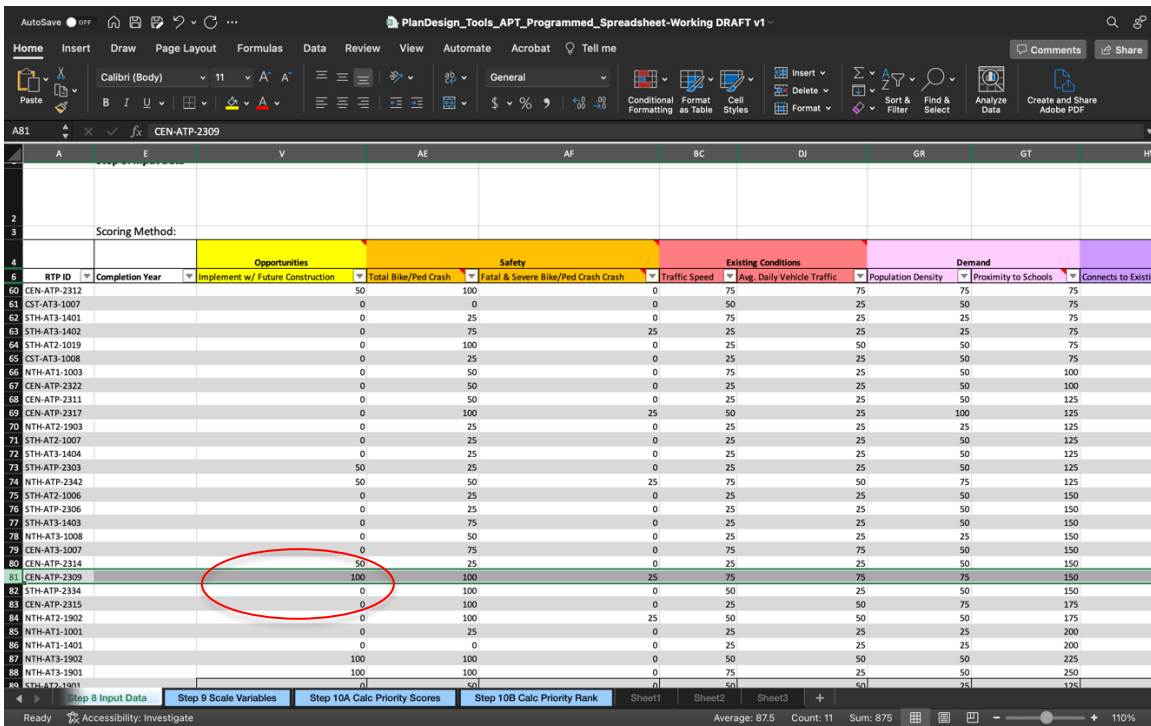 AutoSave OFF PlanDesign_Tools_APT_Programmed_Spreadsheet-Working DRAFT v1
Home Insert Draw Page Layout Formulas Data Review View Automate Acrobat Tell me Comments Share
Paste Calibri (Body) 11 General Conditional Formatting Format as Table Cell Styles Insert Delete Format Sort & Filter Find & Select Analyze Data Create and Share Adobe PDF
A81 fx CEN-ATP-2309
A E V AE AF BC DJ GR GT
2
3 Scoring Method:
4 Opportunities Safety Existing Conditions Demand
6 RTP ID Completion Year Implement w/ Future Construction Total Bike/Ped Crash Fatal & Severe Bike/Ped Crash Crash Traffic Speed Avg. Daily Vehicle Traffic Population Density Proximity to Schools Connects to Existi
60 CEN-ATP-2312 50 100 0 75 75 75 75
61 CST-AT3-1007 0 0 0 50 25 50 75
62 STH-AT3-1401 0 25 0 75 25 25 75
63 STH-AT3-1402 0 75 25 25 25 25 75
64 STH-AT2-1019 0 100 0 25 50 50 75
65 CST-AT3-1008 0 25 0 25 25 50 75
66 NTH-AT1-1003 0 50 0 75 25 50 100
67 CEN-ATP-2322 0 50 0 25 25 50 100
68 CEN-ATP-2311 0 50 0 25 25 50 125
69 CEN-ATP-2317 0 100 25 50 25 100 125
70 NTH-AT2-1903 0 25 0 25 25 25 125
71 STH-AT2-1007 0 25 0 25 25 50 125
72 STH-AT3-1404 0 25 0 25 25 50 125
73 STH-ATP-2303 50 25 0 25 25 50 125
74 NTH-ATP-2342 50 50 25 75 50 75 125
75 STH-AT2-1006 0 25 0 25 25 50 150
76 STH-ATP-2306 0 25 0 25 25 50 150
77 STH-AT3-1403 0 75 0 25 25 50 150
78 NTH-AT3-1008 0 50 0 25 25 25 150
79 CEN-AT3-1007 0 75 0 75 75 50 150
80 CEN-ATP-2314 50 25 0 25 25 50 150
81 CEN-ATP-2309 100 100 25 75 75 75 150
82 STH-ATP-2334 0 100 0 50 25 50 150
83 CEN-ATP-2315 0 100 0 25 50 75 175
84 NTH-AT2-1902 0 100 25 50 50 50 175
85 NTH-AT1-1001 0 25 0 25 25 25 200
86 NTH-AT1-1401 0 0 0 25 25 25 200
87 NTH-AT3-1902 100 100 0 50 50 50 225
88 NTH-AT3-1901 100 100 0 75 25 50 250
89 STH-AT2-1901 0 50 0 50 50 25 125
Step 8 Input Data Step 9 Scale Variables Step 10A Calc Priority Scores Step 10B Calc Priority Rank Sheet1 Sheet2 Sheet3
Ready Accessibility: Investigate Average: 87.5 Count: 11 Sum: 875 110%